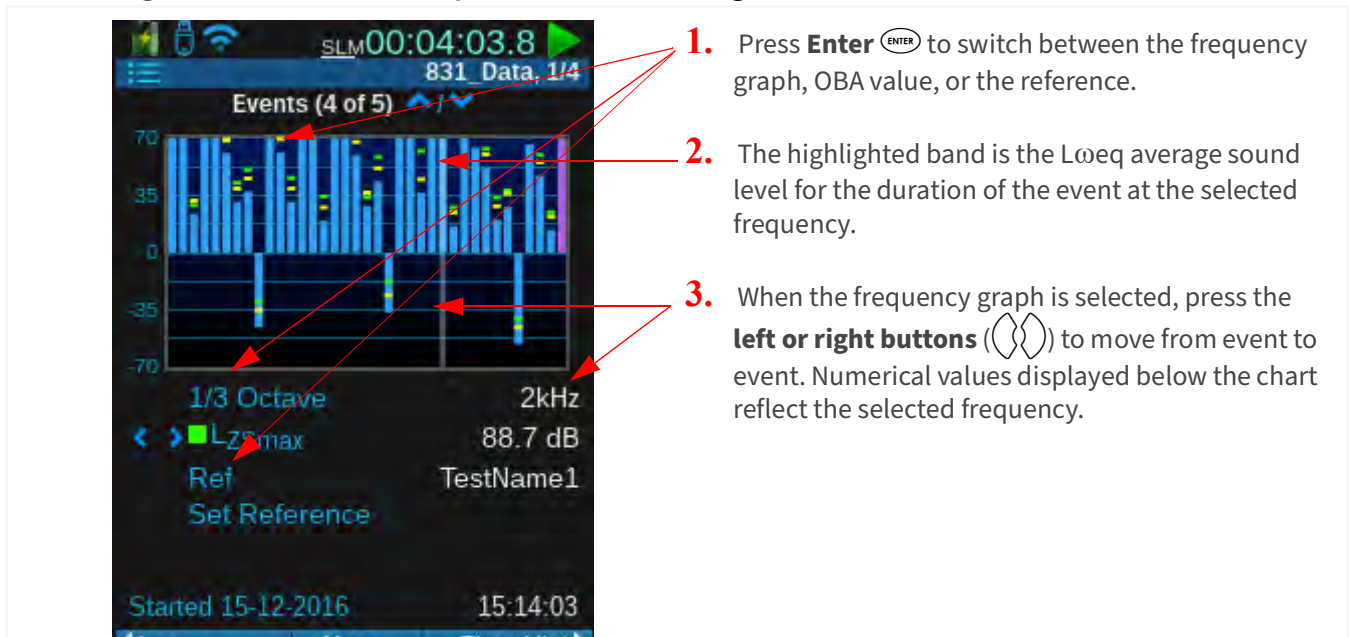 SLM00:04:03.8
831_Data, 1/4
Events (4 of 5) /
70
35
0
-35
-70
1/3 Octave 2kHz
LZSmax 88.7 dB
Ref TestName1
Set Reference
Started 15-12-2016 15:14:03
1. Press Enter ENTER to switch between the frequency
graph, OBA value, or the reference.
2. The highlighted band is the Lωeq average sound
level for the duration of the event at the selected
frequency.
3. When the frequency graph is selected, press the
left or right buttons ( ) to move from event to
event. Numerical values displayed below the chart
reflect the selected frequency.